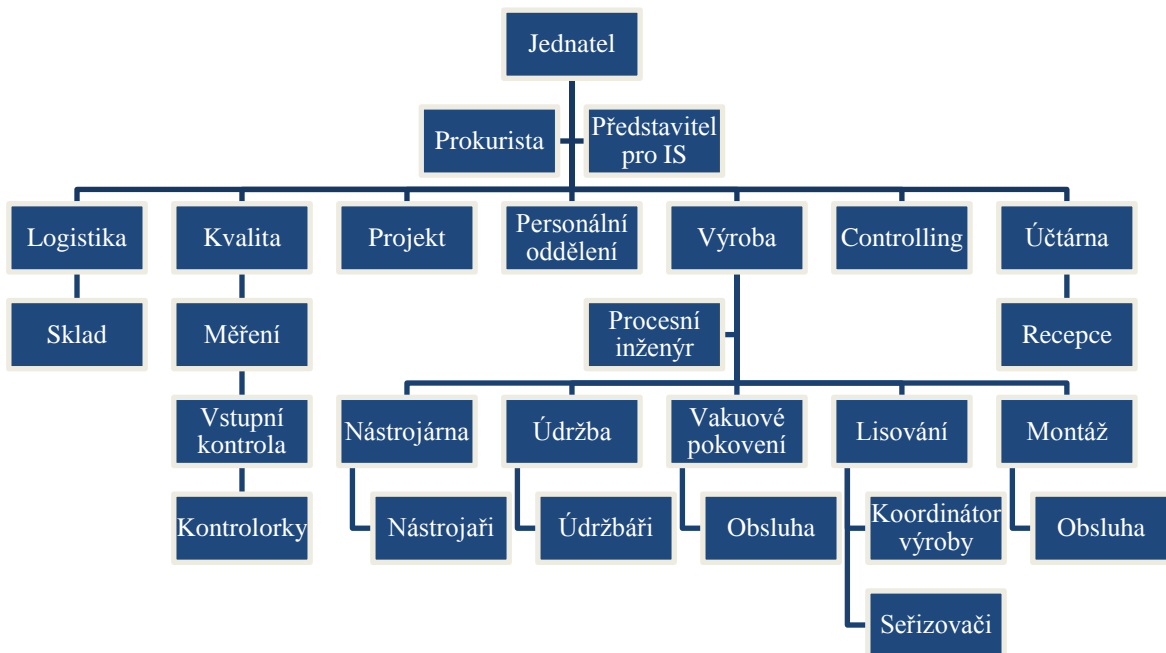 Jednatel
Prokurista
Představitel
pro IS
Logistika
Kvalita
Projekt
Personální
oddělení
Výroba
Controlling
Účtárna
Sklad
Měření
Procesní
inženýr
Recepce
Vstupní
kontrola
Nástrojárna
Údržba
Vakuové
pokovení
Lisování
Montáž
Kontrolorky
Nástrojaři
Údržbáři
Obsluha
Koordinátor
výroby
Obsluha
Seřizovači